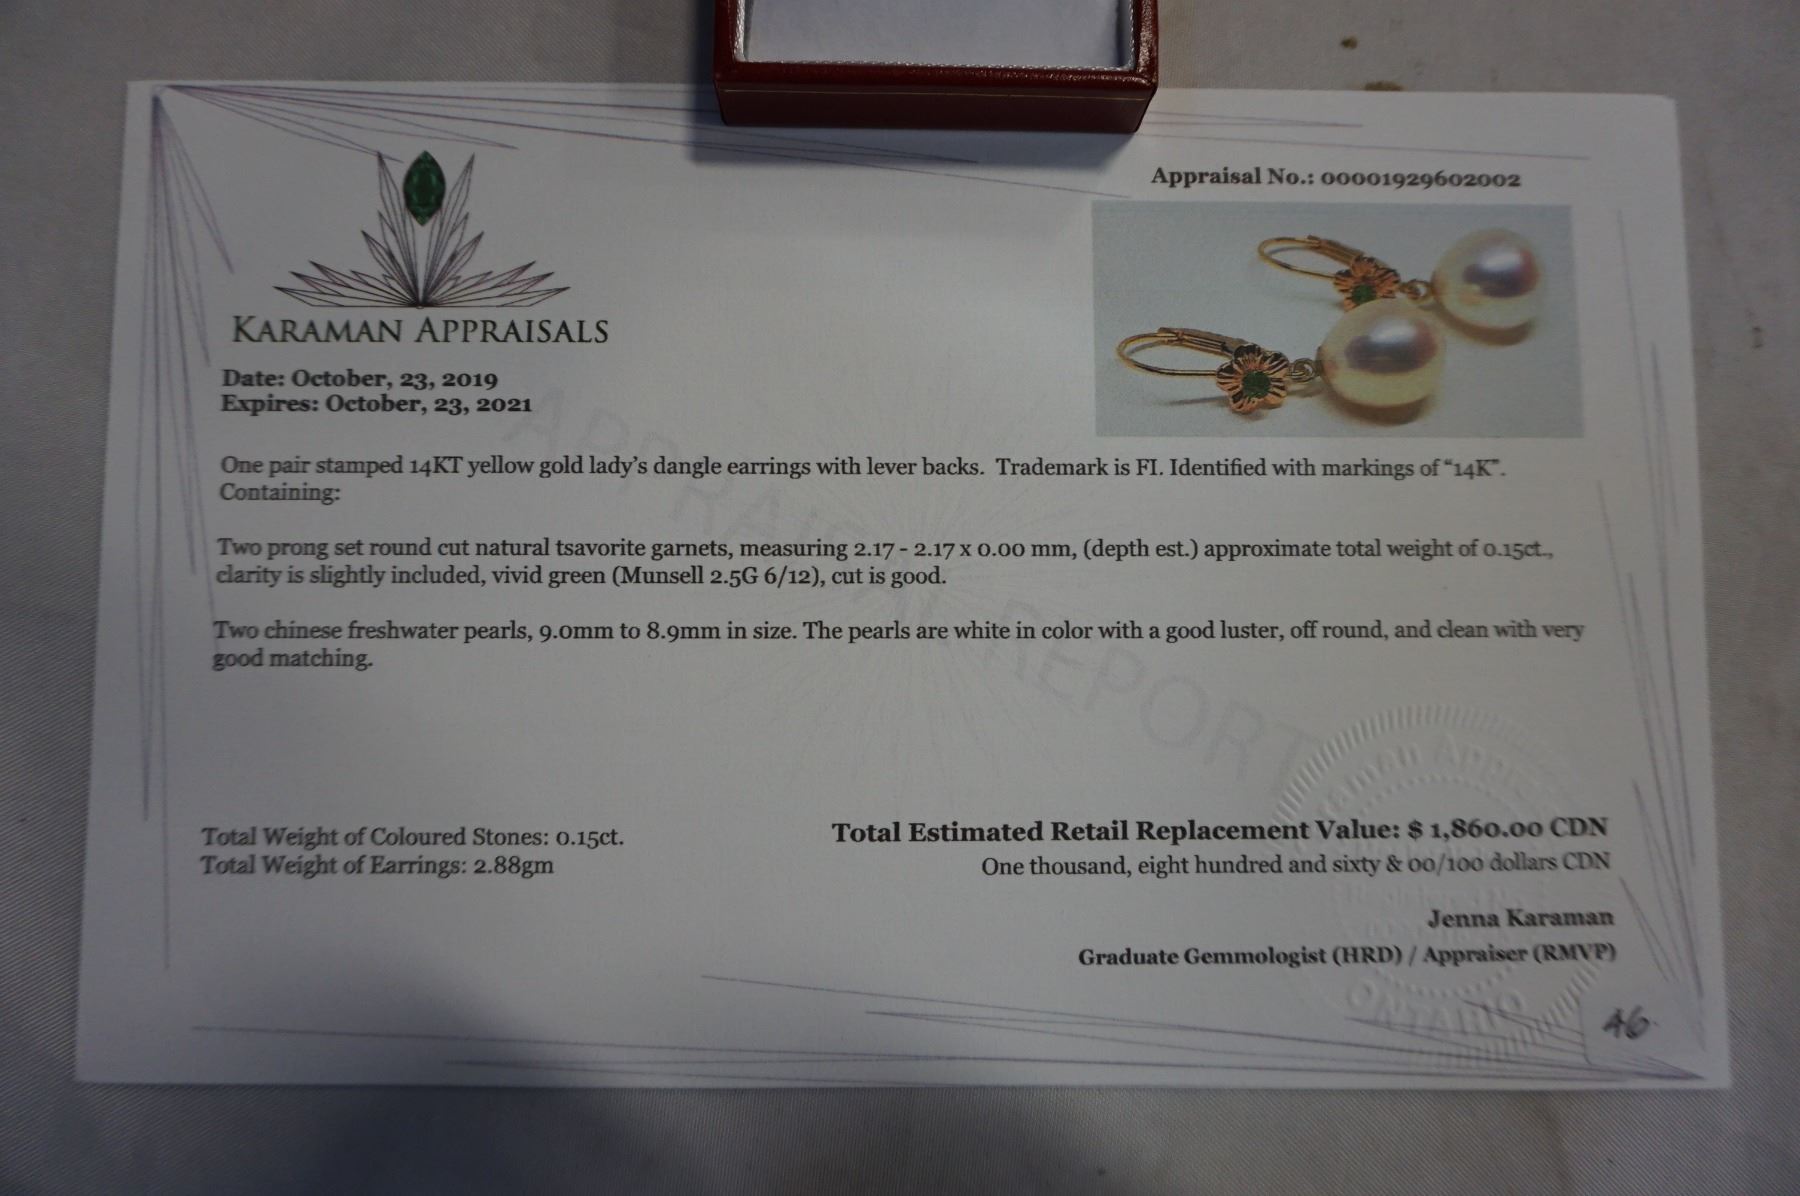 Appraisal No.: 00001929602002
KARAMAN APPRAISALS
Date: October, 23, 2019
Expires: October, 23, 2021
One pair stamped 14KT yellow gold lady's dangle earrings with lever backs. Trademark is FI. Identified with markings of "14K".
Containing:
Two prong set round cut natural tsavorite garnets, measuring 2.17 - 2.17 x 0.00 mm, (depth est.) approximate total weight of 0.15ct.,
clarity is slightly included, vivid green (Munsell 2.5G 6/12), cut is good.
Two chinese freshwater pearls, 9.0mm to 8.9mm in size. The pearls are white in color with a good luster, off round, and clean with very
good matching.
APPRAISAL REPORT
Total Weight of Coloured Stones: 0.15ct.
Total Weight of Earrings: 2.88gm
Total Estimated Retail Replacement Value: $ 1,860.00 CDN
One thousand, eight hundred and sixty & 00/100 dollars CDN
Jenna Karaman
Graduate Gemmologist (HRD) / Appraiser (RMVP)
ONTARIO
46